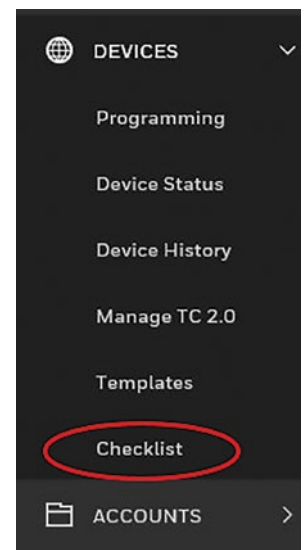 DEVICES
Programming
Device Status
Device History
Manage TC 2.0
Templates
Checklist
ACCOUNTS